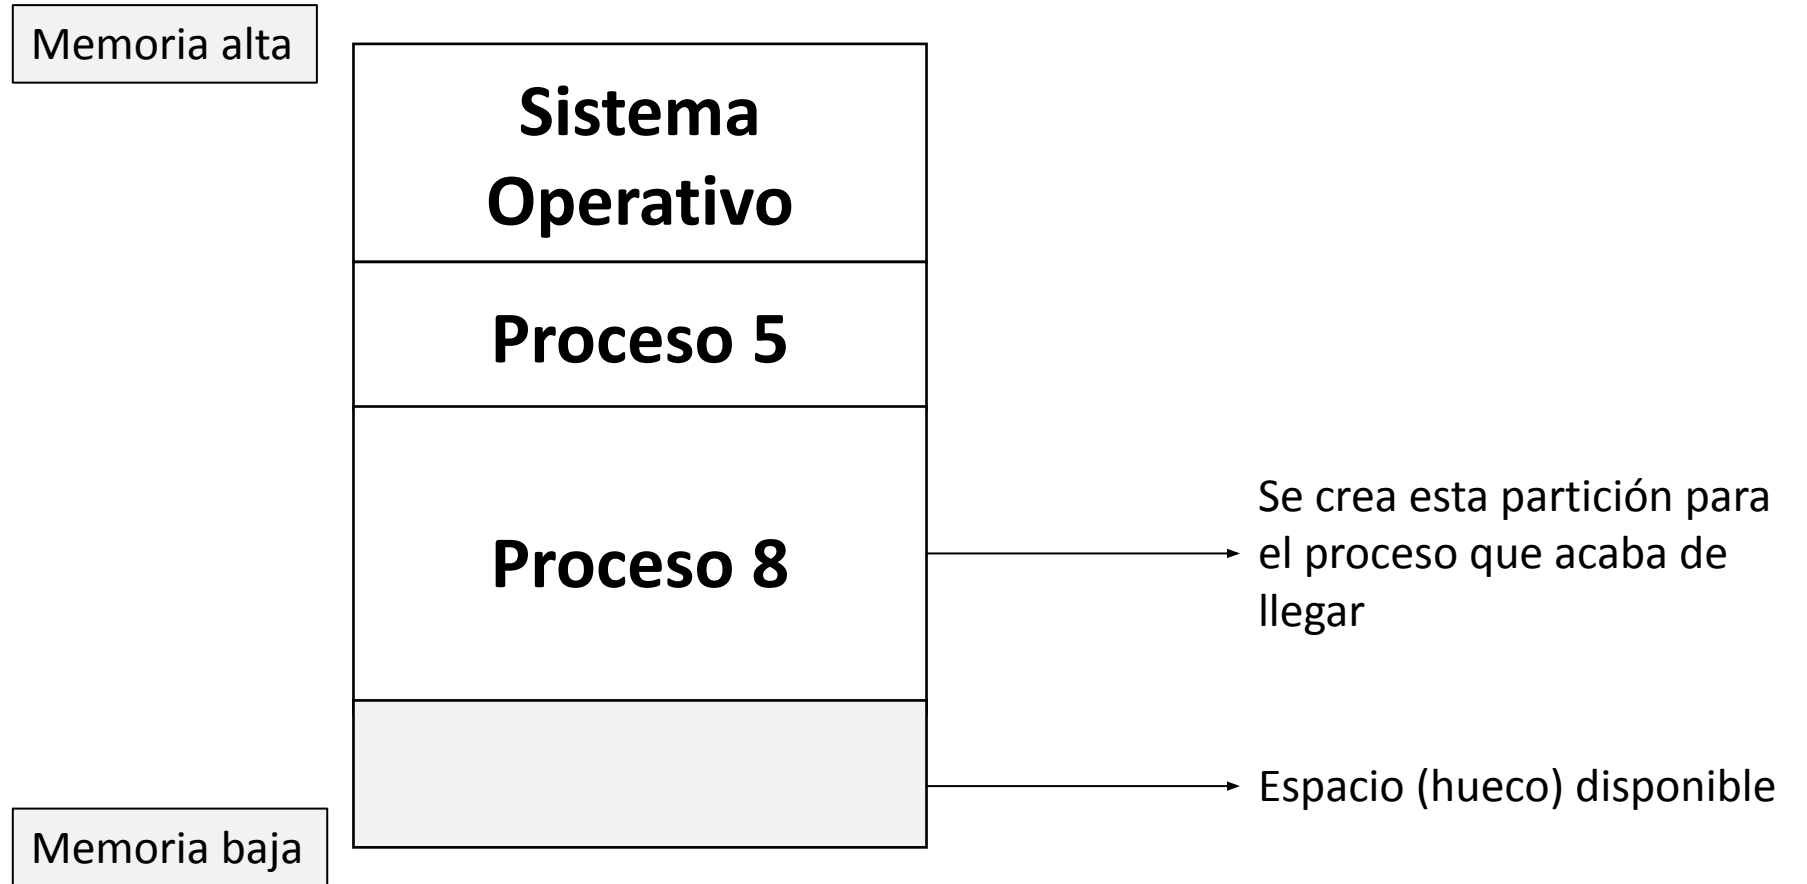 Memoria alta
Sistema
Operativo
Proceso 5
Proceso 8
Se crea esta partición para
el proceso que acaba de
llegar
Espacio (hueco) disponible
Memoria baja